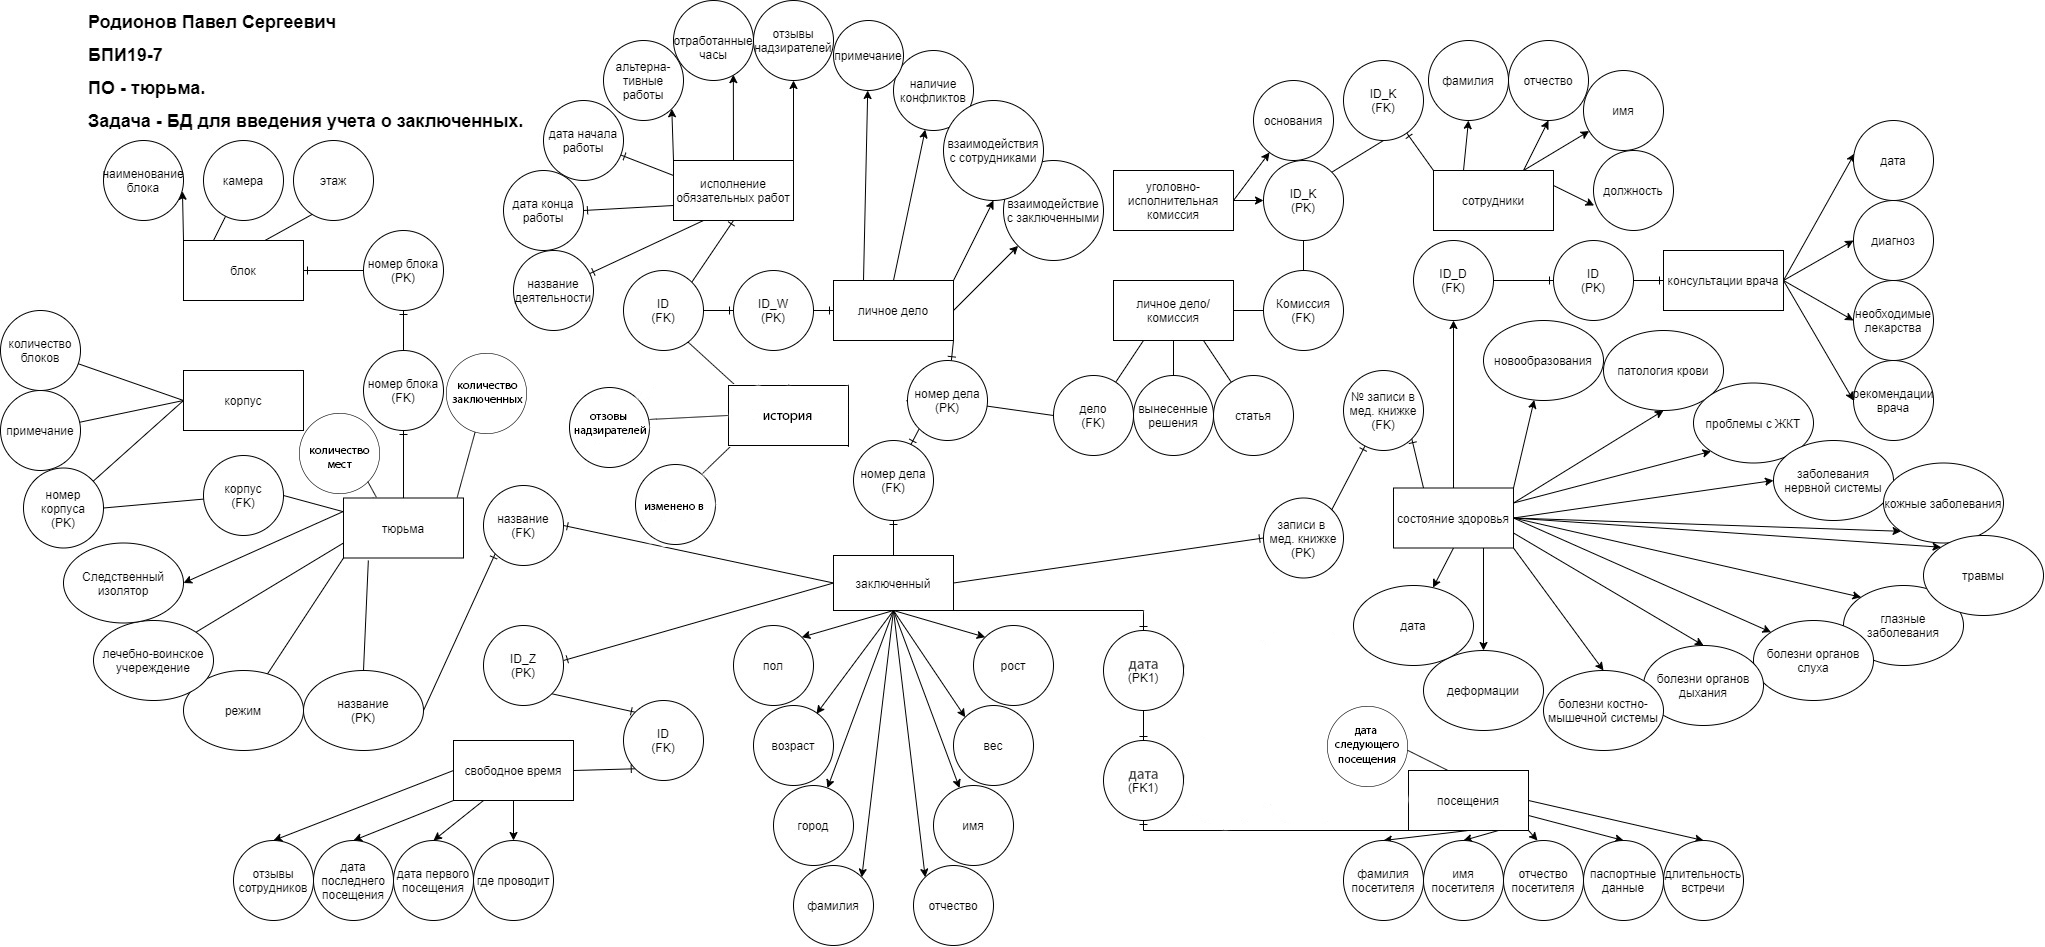 Родионов Павел Сергеевич
БПИ19-7
ПО - тюрьма.
Задача - БД для введения учета о заключенных.
наименование
блока
камера
этаж
блок
номер блока
(PK)
номер блока
(FK)
количество
блоков
примечание
номер
корпуса
(PK)
корпус
корпус
(FK)
количество
мест
количество
заключенных
тюрьма
Следственный
изолятор
лечебно-воинское
учереждение
режим
название
(PK)
название
(FK)
альтерна-
тивные
работы
отработанные
часы
отзывы
надзирателей
дата начала
работы
дата конца
работы
название
деятельности
исполнение
обязательных работ
примечание
наличие
конфликтов
взаимодействия
с сотрудниками
взаимодействие
с заключенными
ID
(FK)
ID_W
(PK)
личное дело
история
отзовы
надзирателей
изменено в
номер дела
(PK)
номер дела
(FK)
основания
уголовно-
исполнительная
комиссия
ID_K
(PK)
ID_K
(FK)
личное дело/
комиссия
Комиссия
(FK)
дело
(FK)
вынесенные
решения
статья
фамилия
отчество
имя
должность
сотрудники
ID_D
(FK)
ID
(PK)
консультации врача
дата
диагноз
необходимые
лекарства
рекомендации
врача
№ записи в
мед. книжке
(FK)
записи в
мед. книжке
(PK)
состояние здоровья
новообразования
патология крови
проблемы с ЖКТ
заболевания
нервной системы
кожные заболевания
травмы
глазные
заболевания
болезни органов
слуха
болезни органов
дыхания
болезни костно-
мышечной системы
деформации
дата
заключенный
ID_Z
(PK)
ID
(FK)
свободное время
отзывы
сотрудников
дата
последнего
посещения
дата первого
посещения
где проводит
пол
возраст
город
фамилия
отчество
имя
вес
рост
дата
(PK1)
дата
(FK1)
дата
следующего
посещения
посещения
фамилия
посетителя
имя
посетителя
отчество
посетителя
паспортные
данные
длительность
встречи